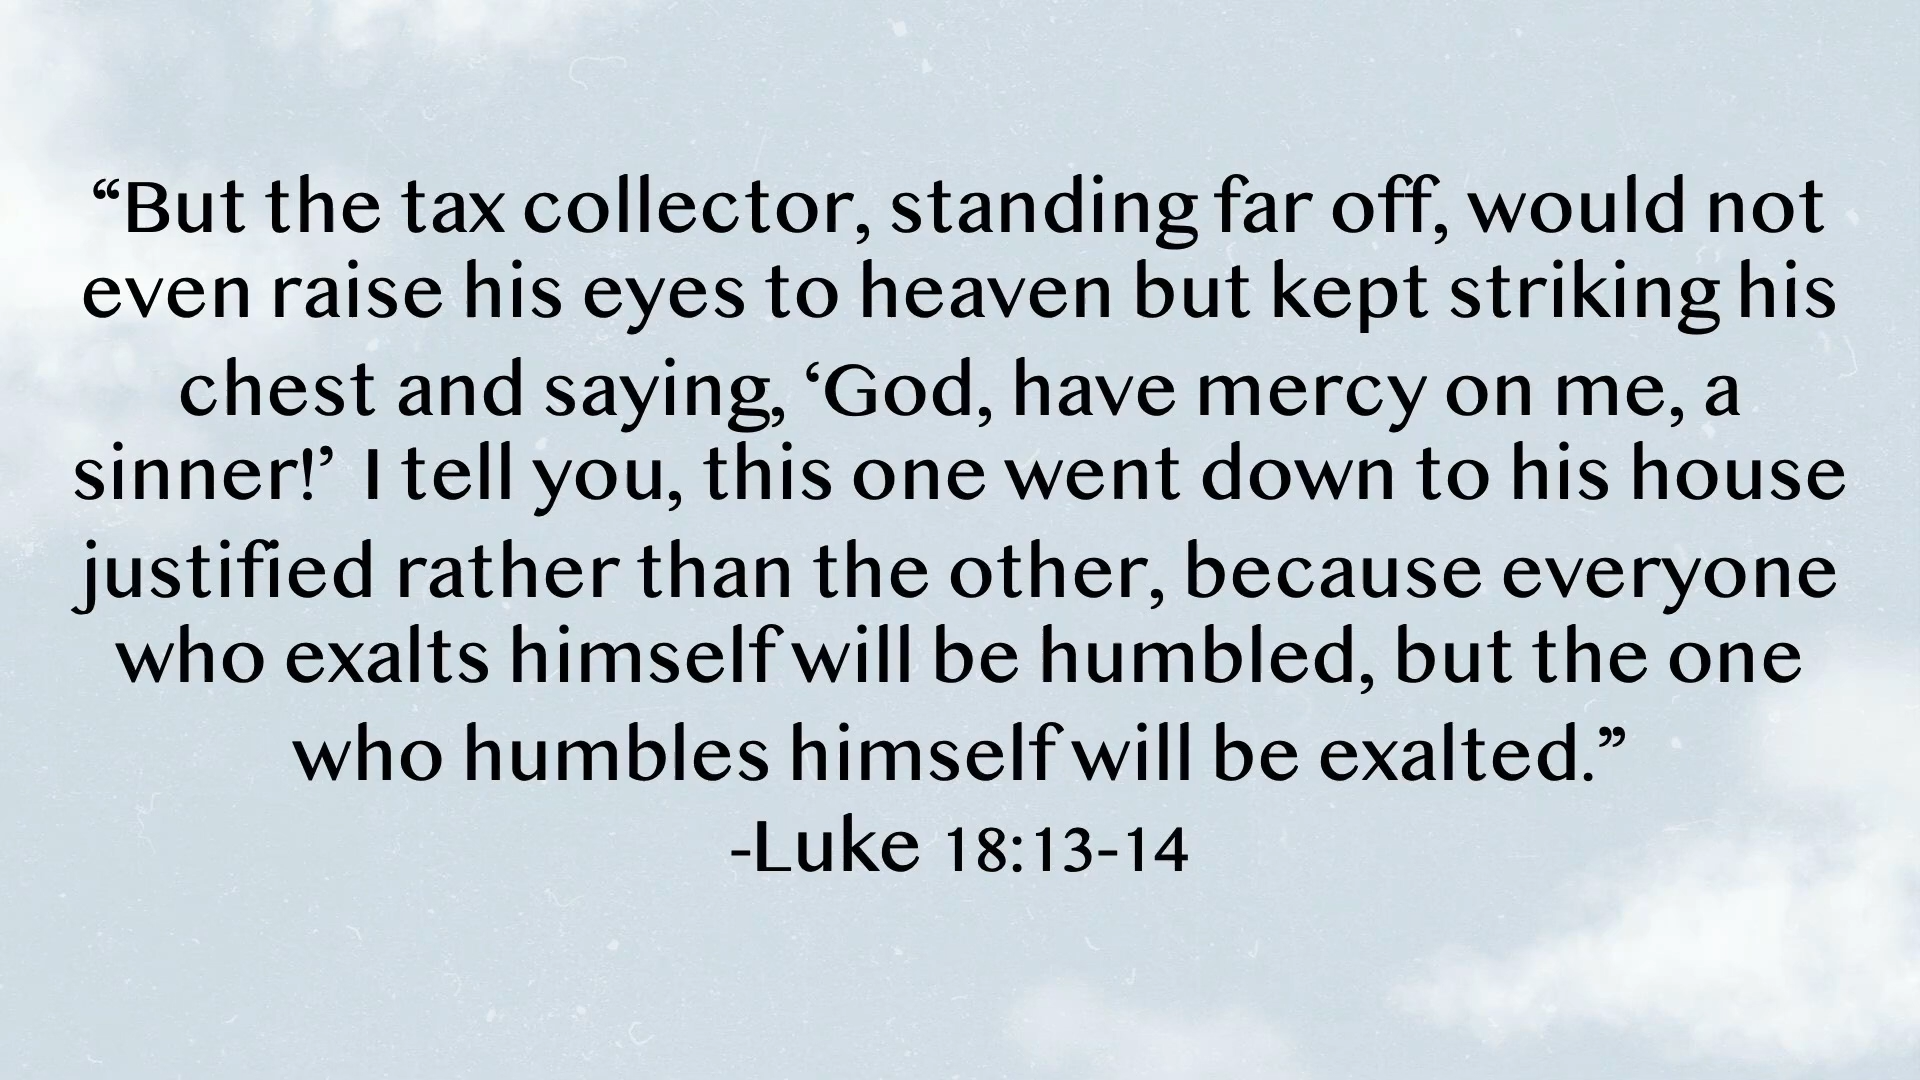 “But the tax collector, standing far off, would not
even raise his eyes to heaven but kept striking his
chest and saying, ‘God, have mercy on me, a
sinner!’ I tell you, this one went down to his house
justified rather than the other, because everyone
who exalts himself will be humbled, but the one
who humbles himself will be exalted.”
-Luke 18:13-14